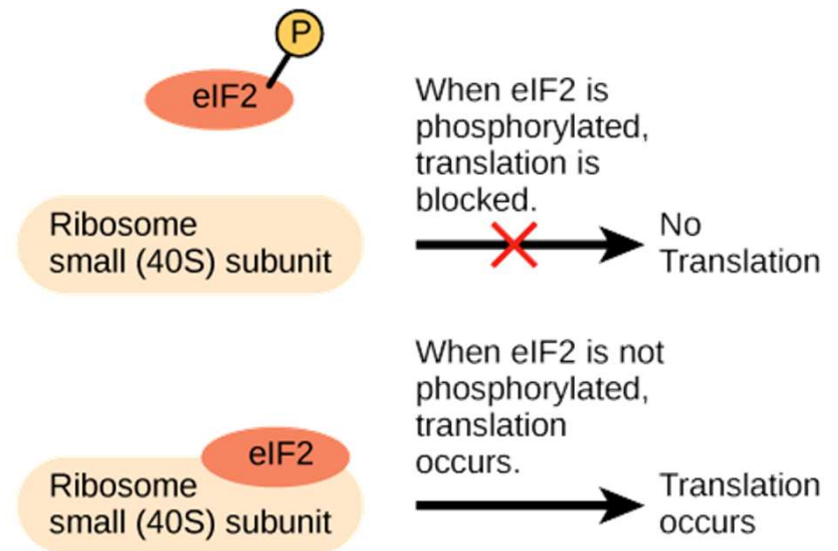 P
eIF2
When eIF2 is
phosphorylated,
translation is
blocked.
Ribosome
small (40S) subunit
No
Translation
When eIF2 is not
phosphorylated,
translation
occurs.
eIF2
Ribosome
small (40S) subunit
Translation
occurs